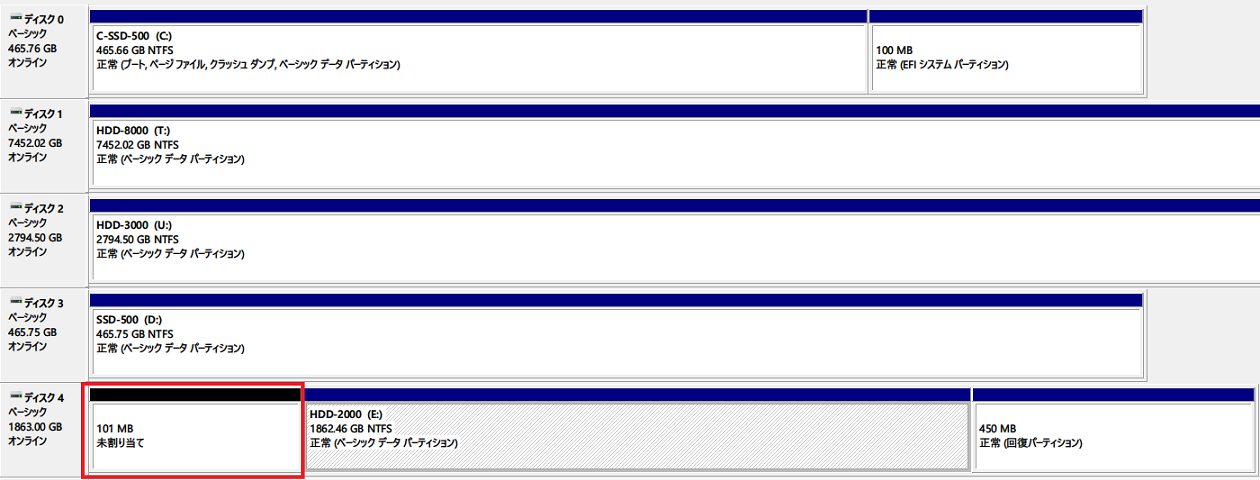 ディスク 0
ベーシック
465.76 GB
オンライン
C-SSD-500 (C:)
465.66 GB NTFS
正常 (ブート, ページ ファイル, クラッシュ ダンプ, ベーシック データ パーティション)
100 MB
正常 (EFI システム パーティション)
ディスク 1
ベーシック
7452.02 GB
オンライン
HDD-8000 (T:)
7452.02 GB NTFS
正常 (ベーシック データ パーティション)
ディスク 2
ベーシック
2794.50 GB
オンライン
HDD-3000 (U:)
2794.50 GB NTFS
正常 (ベーシック データ パーティション)
ディスク 3
ベーシック
465.75 GB
オンライン
SSD-500 (D:)
465.75 GB NTFS
正常 (ベーシック データ パーティション)
ディスク 4
ベーシック
1863.00 GB
オンライン
101 MB
未割り当て
HDD-2000 (E:)
1862.46 GB NTFS
正常 (ベーシック データ パーティション)
450 MB
正常 (回復パーティション)